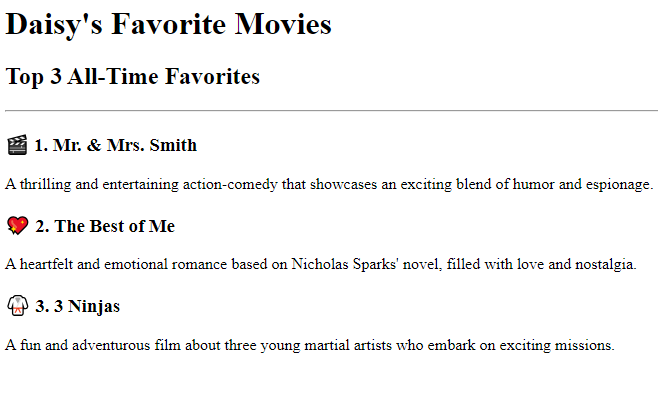 Daisy's Favorite Movies
Top 3 All-Time Favorites
🎬 1. Mr. & Mrs. Smith
A thrilling and entertaining action-comedy that showcases an exciting blend of humor and espionage.
💖 2. The Best of Me
A heartfelt and emotional romance based on Nicholas Sparks' novel, filled with love and nostalgia.
🥋 3. 3 Ninjas
A fun and adventurous film about three young martial artists who embark on exciting missions.